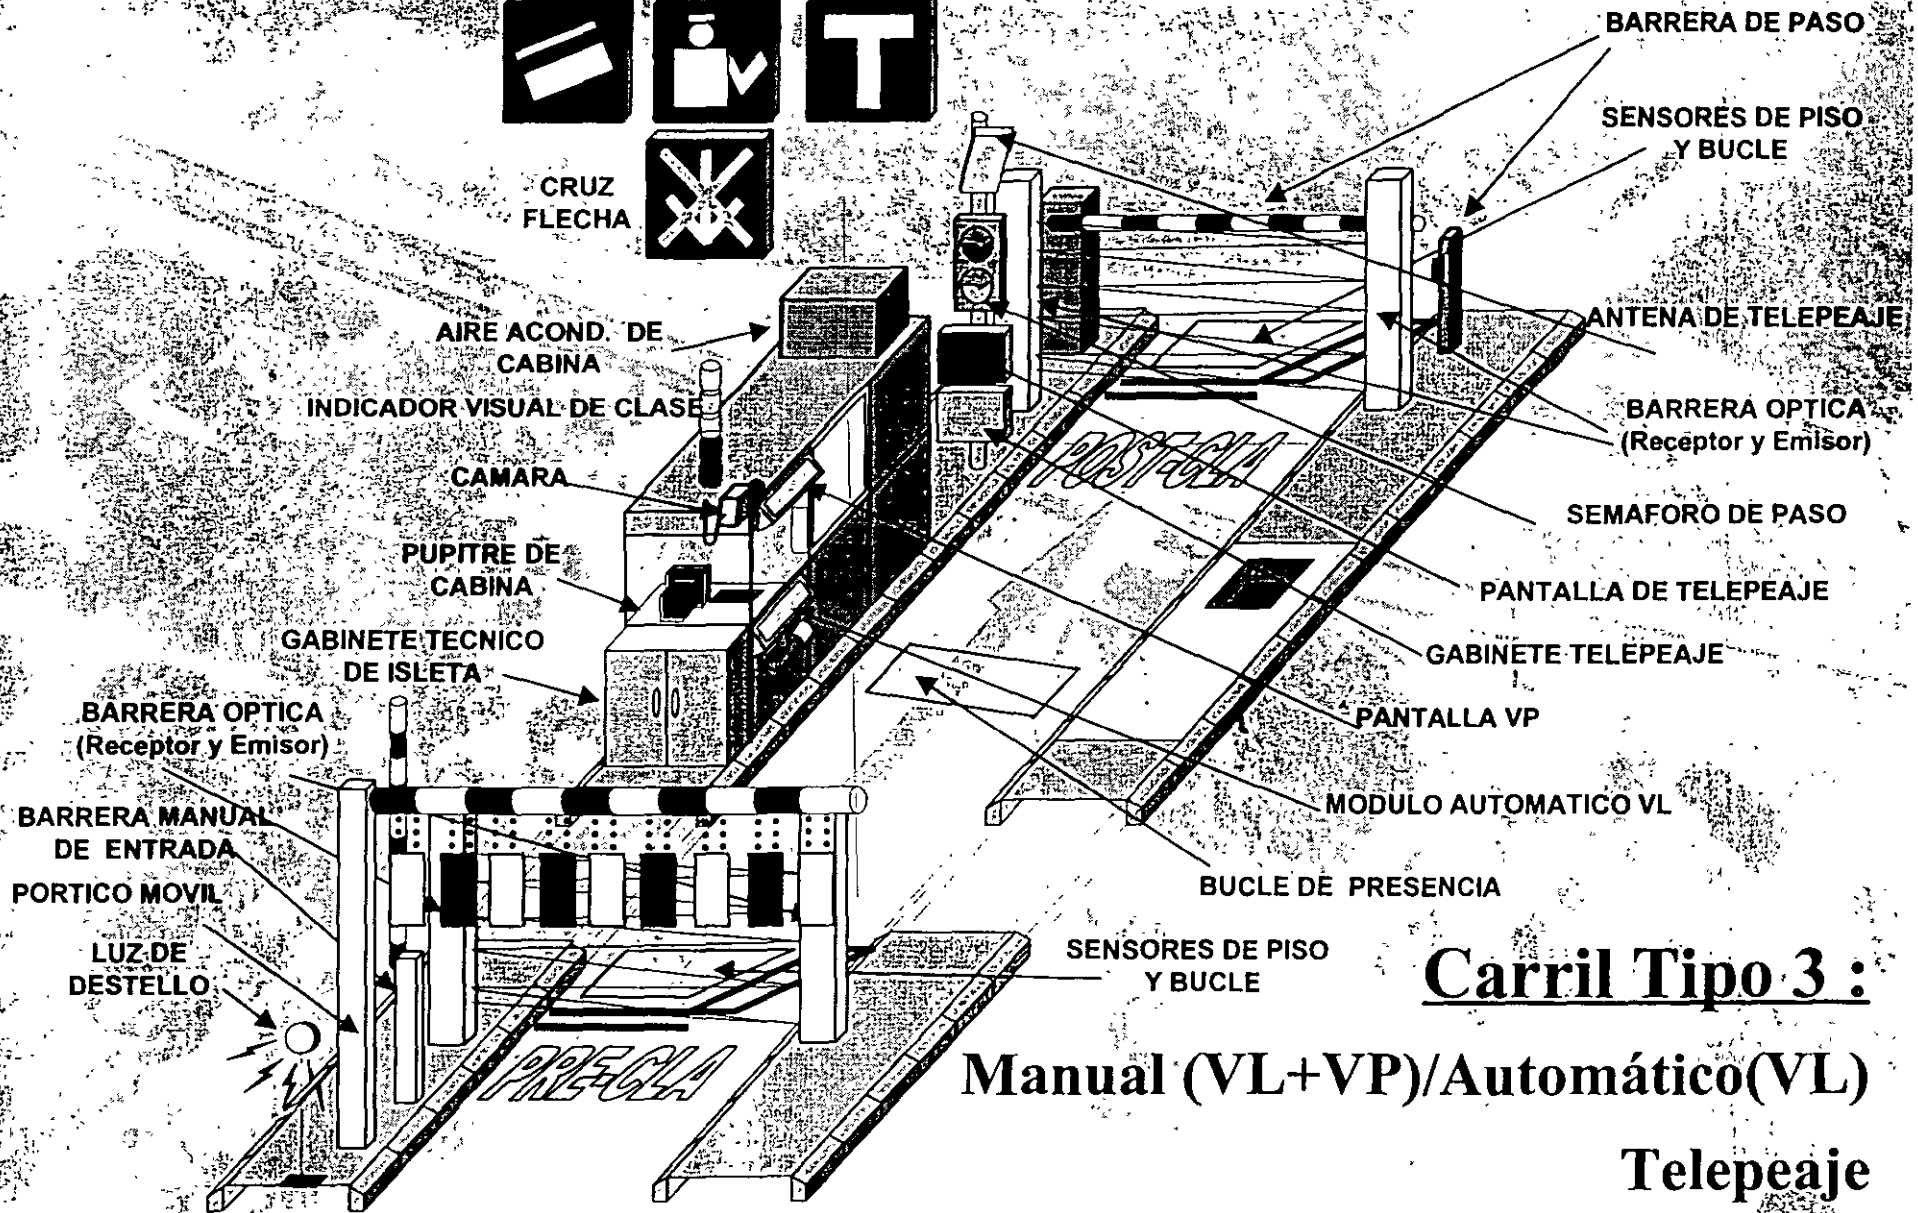 T
BARRERA DE PASO
SENSORES DE PISO
Y BUCLE
CRUZ
FLECHA
AIRE ACOND. DE
CABINA
ANTENA DE TELEPEAJE
INDICADOR VISUAL DE CLASE
BARRERA OPTICA
(Receptor y Emisor)
POST-CLA
CAMARA
SEMAFORO DE PASO
PUPITRE DE
CABINA
PANTALLA DE TELEPEAJE
GABINETE TECNICO
DE ISLETA
GABINETE TELEPEAJE
BARRERA OPTICA
(Receptor y Emisor)
PANTALLA VP
BARRERA MANUAL
DE ENTRADA
MODULO AUTOMATICO VL
PORTICO MOVIL
BUCLE DE PRESENCIA
LUZ DE
DESTELLO
SENSORES DE PISO
Y BUCLE
PRE-CLA
Carril Tipo 3 :
Manual (VL+VP)/Automático(VL)
Telepeaje